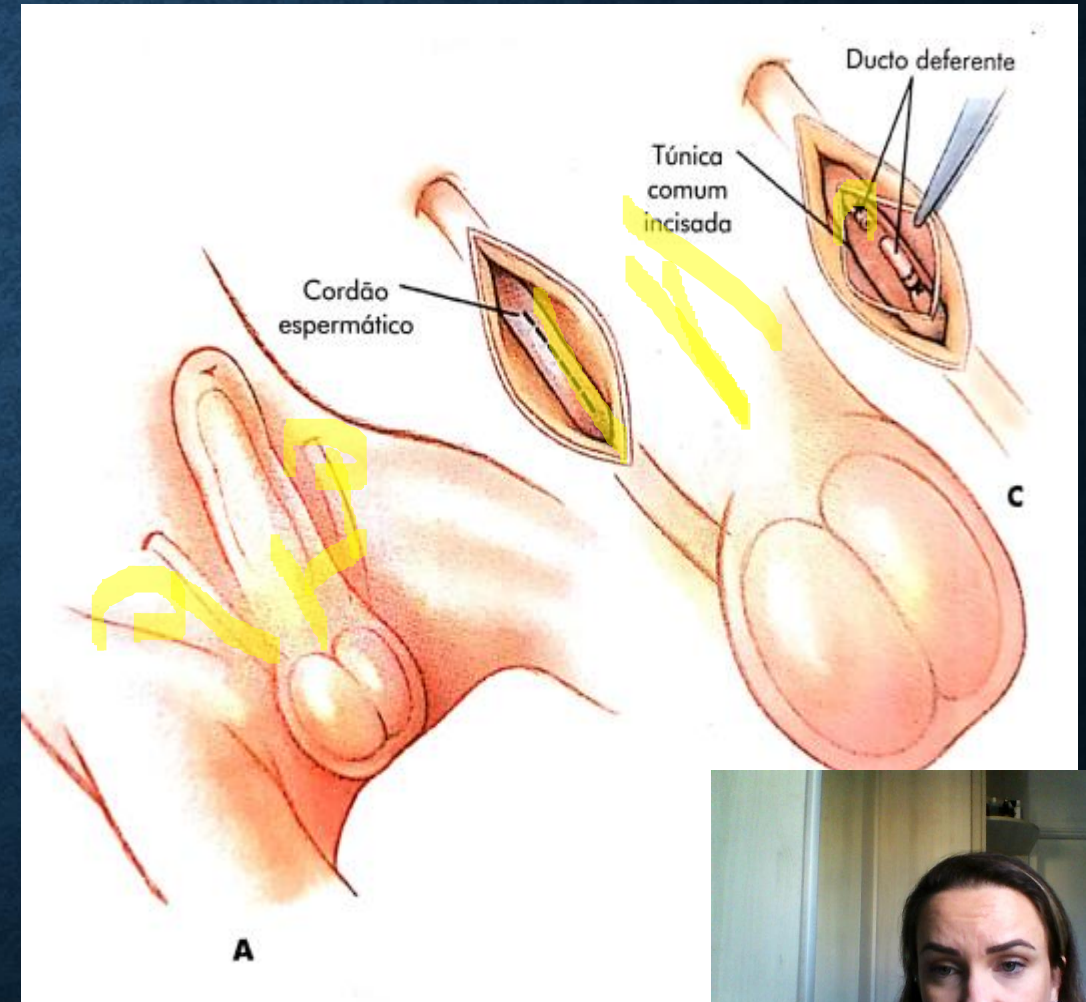 Ducto deferente
Túnica
comum
incisada
Cordão
espermático
C
A